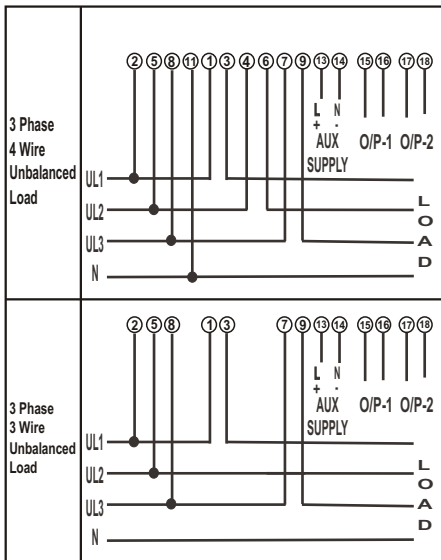 ② ⑤ ⑧ ⑪ ① ③ ④ ⑥ ⑦ ⑨ ⑬ ⑭ ⑮ ⑯ ⑰ ⑱
L N
+ -
AUX O/P-1 O/P-2
SUPPLY
3 Phase
4 Wire
Unbalanced
Load
UL1
UL2
UL3
N
L
O
A
D
② ⑤ ⑧ ① ③ ⑦ ⑨ ⑬ ⑭ ⑮ ⑯ ⑰ ⑱
L N
+ -
AUX O/P-1 O/P-2
SUPPLY
3 Phase
3 Wire
Unbalanced
Load
UL1
UL2
UL3
N
L
O
A
D